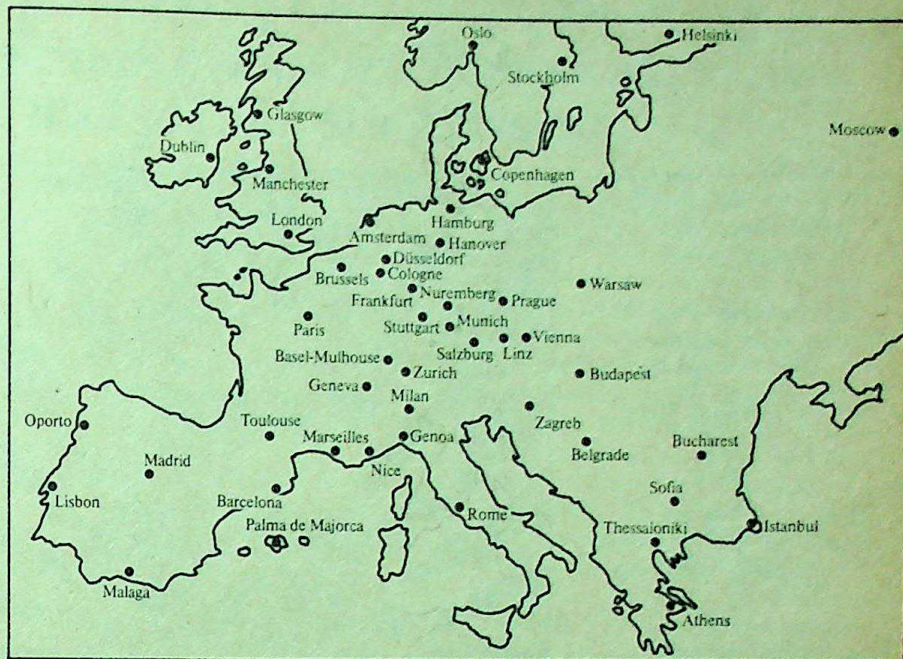 Oslo
Helsinki
Stockholm
Glasgow
Moscow
Dublin
Copenhagen
Manchester
Hamburg
London
Amsterdam
Hanover
Düsseldorf
Brussels
Cologne
Warsaw
Frankfurt
Nuremberg
Prague
Paris
Stuttgart
Munich
Vienna
Salzburg
Linz
Basel-Mulhouse
Zurich
Budapest
Geneva
Milan
Oporto
Toulouse
Zagreb
Marseilles
Genoa
Bucharest
Belgrade
Madrid
Nice
Lisbon
Barcelona
Sofia
Rome
Palma de Majorca
Thessaloniki
Istanbul
Malaga
Athens